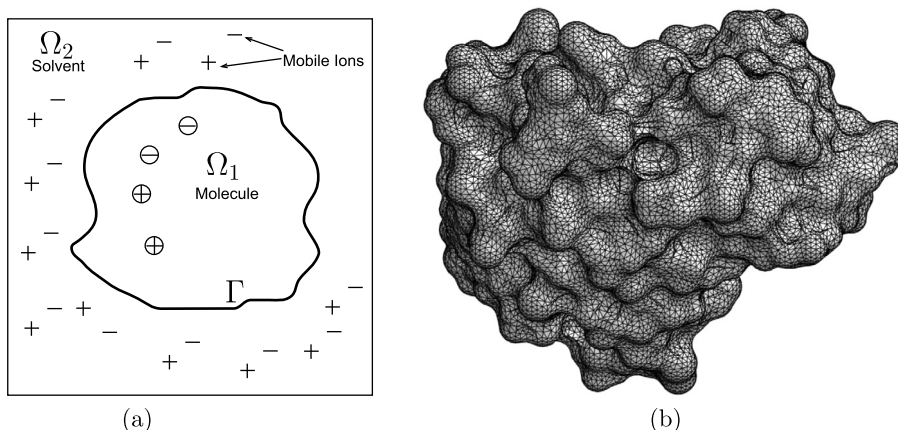 Ω₂
Solvent
Mobile Ions
Ω₁
Molecule
Γ
(a)
(b)